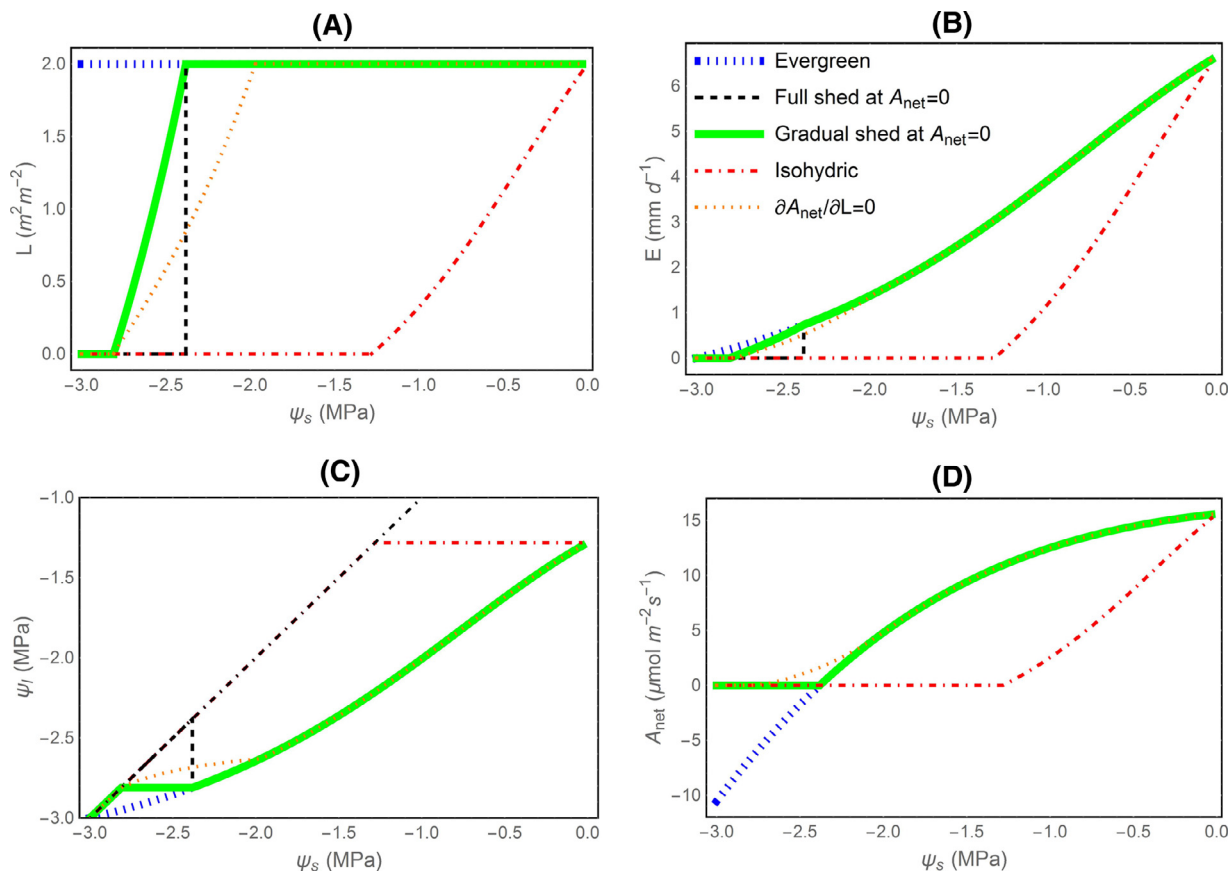 (A)
L (m² m⁻²)
2.0
1.5
1.0
0.5
0.0
−3.0 −2.5 −2.0 −1.5 −1.0 −0.5 0.0
ψs (MPa)
(B)
E (mm d⁻¹)
6
5
4
3
2
1
0
Evergreen
Full shed at Anet=0
Gradual shed at Anet=0
Isohydric
∂Anet/∂L=0
−3.0 −2.5 −2.0 −1.5 −1.0 −0.5 0.0
ψs (MPa)
(C)
ψl (MPa)
−1.0
−1.5
−2.0
−2.5
−3.0
−3.0 −2.5 −2.0 −1.5 −1.0 −0.5 0.0
ψs (MPa)
(D)
Anet (μmol m⁻² s⁻¹)
15
10
5
0
−5
−10
−3.0 −2.5 −2.0 −1.5 −1.0 −0.5 0.0
ψs (MPa)